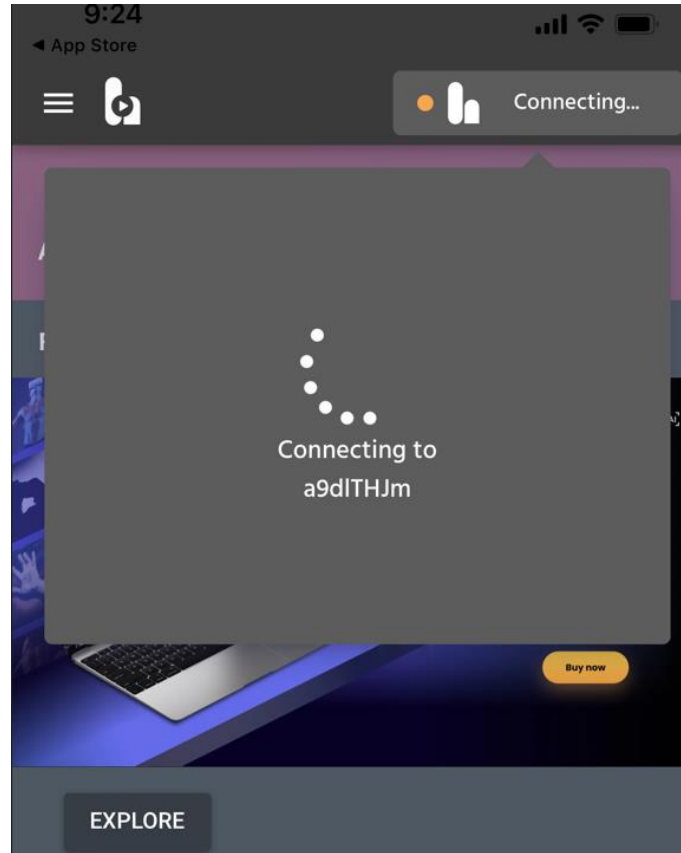 9:24
◀ App Store
Connecting...
Connecting to
a9dlTHJm
Buy now
EXPLORE